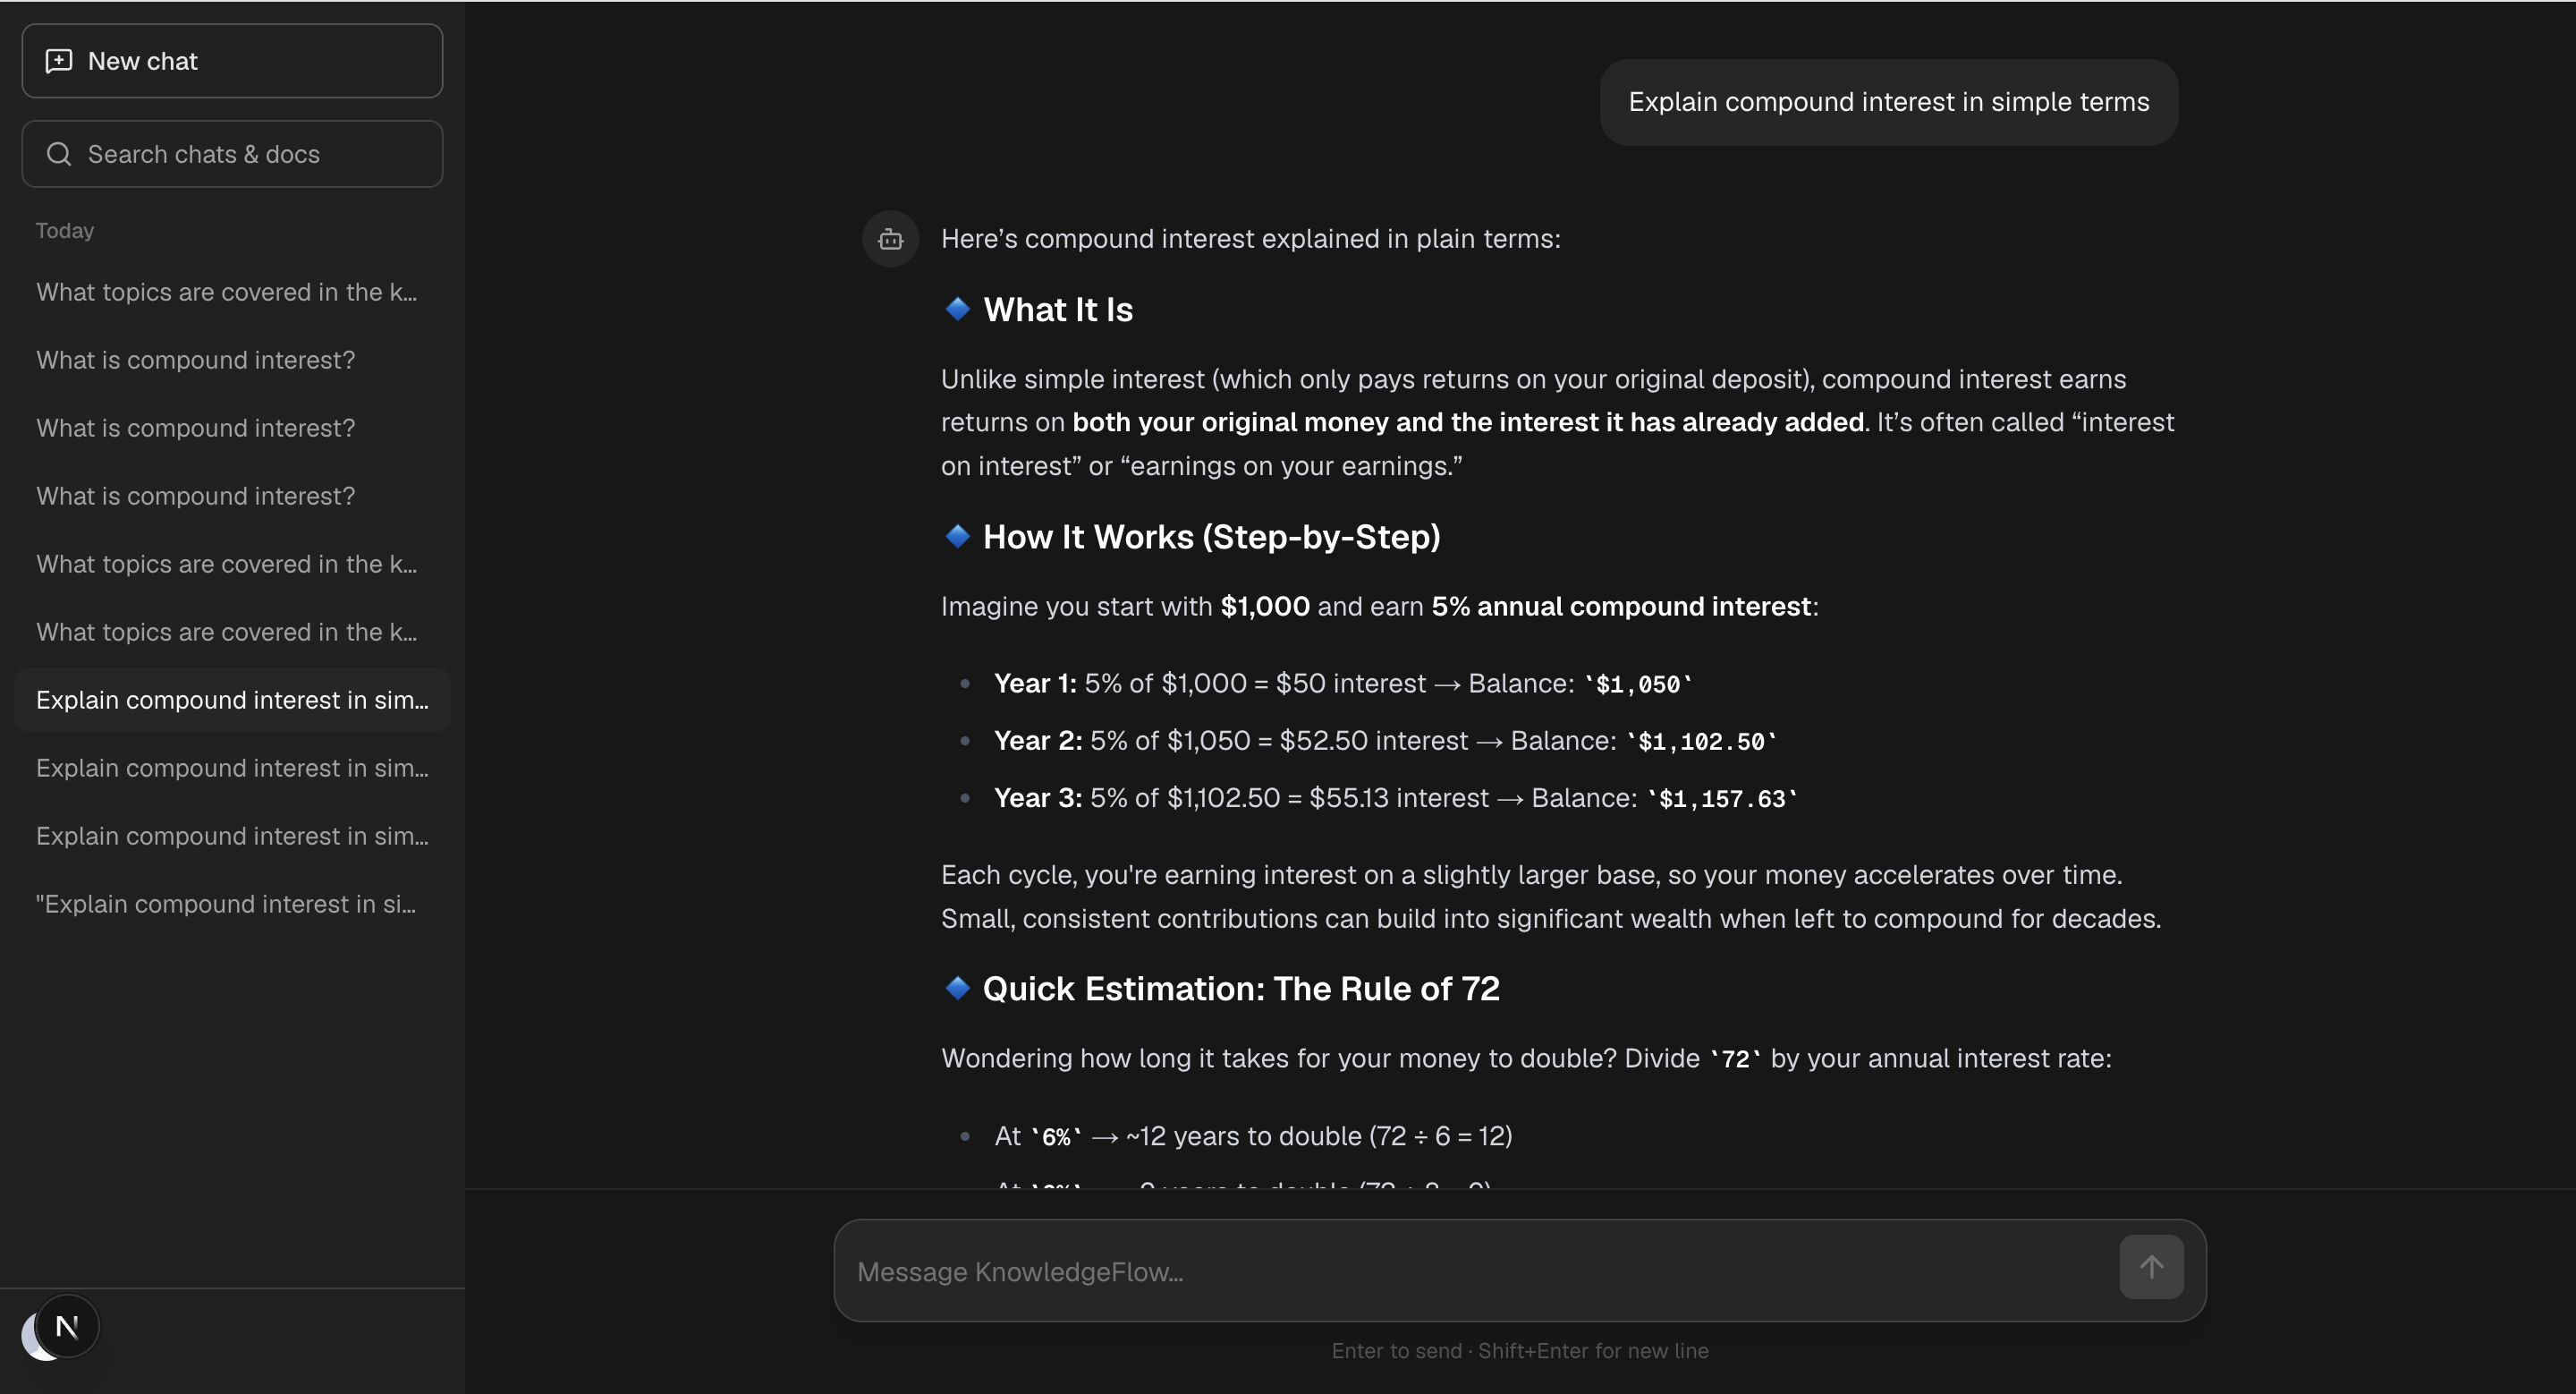 New chat
Search chats & docs
Today
What topics are covered in the k...
What is compound interest?
What is compound interest?
What is compound interest?
What topics are covered in the k...
What topics are covered in the k...
Explain compound interest in sim...
Explain compound interest in sim...
Explain compound interest in sim...
"Explain compound interest in si...
N
Explain compound interest in simple terms
Here’s compound interest explained in plain terms:
🔷 What It Is
Unlike simple interest (which only pays returns on your original deposit), compound interest earns
returns on both your original money and the interest it has already added. It’s often called “interest
on interest” or “earnings on your earnings.”
🔷 How It Works (Step-by-Step)
Imagine you start with $1,000 and earn 5% annual compound interest:
• Year 1: 5% of $1,000 = $50 interest → Balance: `$1,050`
• Year 2: 5% of $1,050 = $52.50 interest → Balance: `$1,102.50`
• Year 3: 5% of $1,102.50 = $55.13 interest → Balance: `$1,157.63`
Each cycle, you're earning interest on a slightly larger base, so your money accelerates over time.
Small, consistent contributions can build into significant wealth when left to compound for decades.
🔷 Quick Estimation: The Rule of 72
Wondering how long it takes for your money to double? Divide `72` by your annual interest rate:
• At `6%` → ~12 years to double (72 ÷ 6 = 12)
At years to double
Message KnowledgeFlow...
Enter to send · Shift+Enter for new line